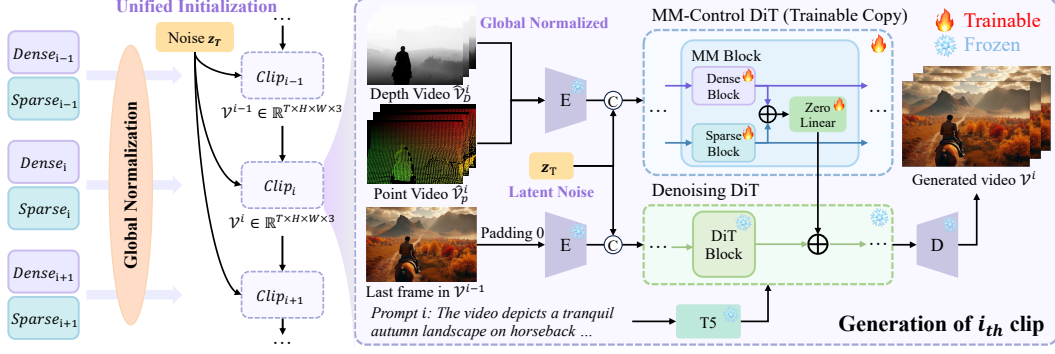 Unified Initialization
Dense_{i−1}
Sparse_{i−1}
Dense_i
Sparse_i
Dense_{i+1}
Sparse_{i+1}
Global Normalization
Noise z_T
...
Clip_{i−1}
𝒱^{i−1} ∈ ℝ^{T×H×W×3}
Clip_i
𝒱^i ∈ ℝ^{T×H×W×3}
Clip_{i+1}
...
Global Normalized
Depth Video 𝒱̂_D^i
Point Video 𝒱̂_p^i
Last frame in 𝒱^{i−1}
Padding 0
E
C
z_T
Latent Noise
E
C
MM-Control DiT (Trainable Copy)
MM Block
...
Dense
Block
Sparse
Block
Zero
Linear
...
Denoising DiT
...
DiT
Block
...
D
Trainable
Frozen
Generated video 𝒱^i
Prompt i: The video depicts a tranquil
autumn landscape on horseback ...
T5
Generation of i_{th} clip